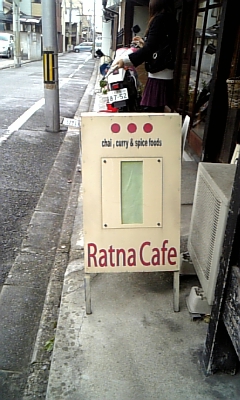 chai, curry & spice foods
Ratna Cafe